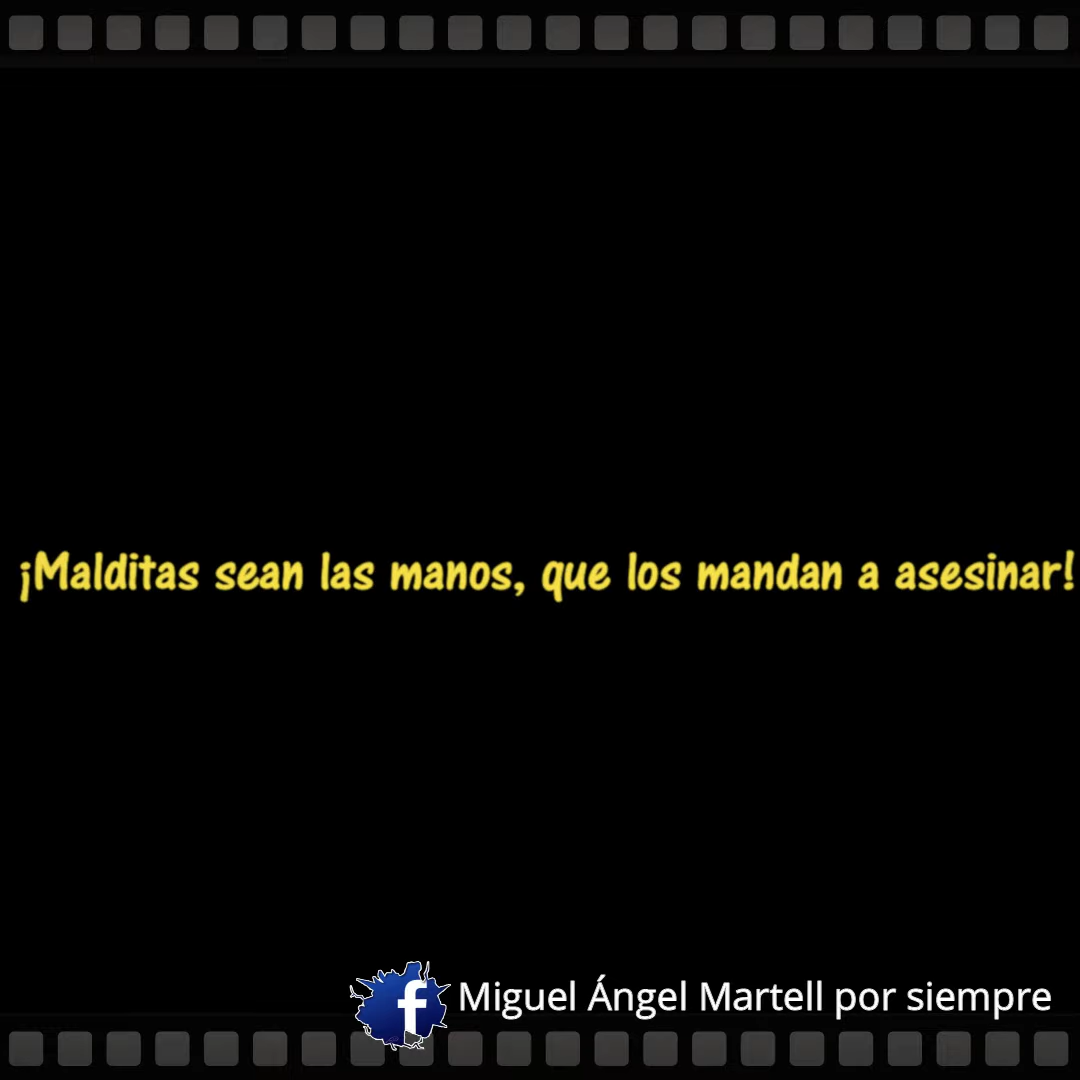 ¡Malditas sean las manos, que los mandan a asesinar!
f Miguel Ángel Martell por siempre